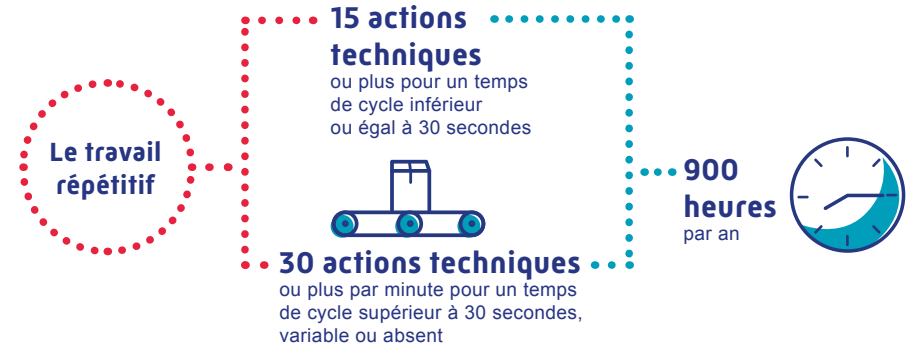 Le travail
répétitif
15 actions
techniques
ou plus pour un temps
de cycle inférieur
ou égal à 30 secondes
30 actions techniques
ou plus par minute pour un temps
de cycle supérieur à 30 secondes,
variable ou absent
900
heures
par an